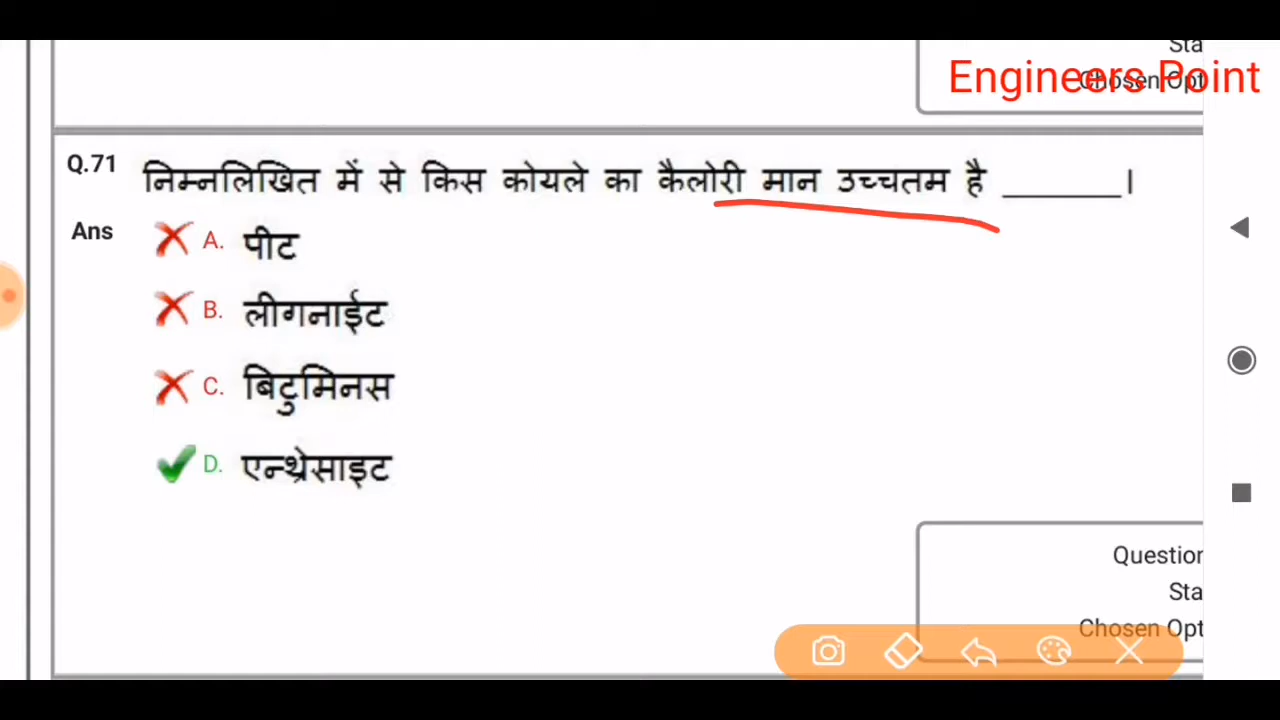 Sta
Engineers Point
Chosen Opt
Q.71 निम्नलिखित में से किस कोयले का कैलोरी मान उच्चतम है _______।
Ans A. पीट
B. लीगनाईट
C. बिटुमिनस
D. एन्थ्रेसाइट
Question
Sta
Chosen Opt